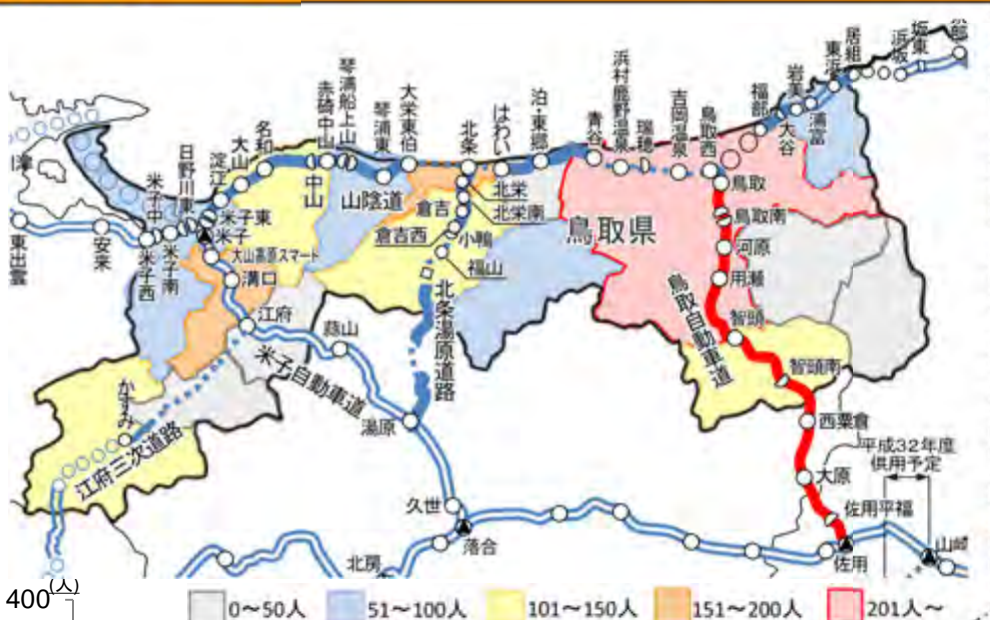 居組
浜坂
坂東
東浜
岩美
浦富
大谷
福部
鳥取西
吉岡温泉
瑞穂
浜村鹿野温泉
青谷
泊・東郷
はわい
北条
大栄東伯
琴浦東
琴浦船上山
赤碕中山
中山
名和
大山
淀江
日野川東
米子中
米子東
米子
米子南
米子西
安来
東出雲
山陰道
倉吉
北栄
北栄南
倉吉西
小鴨
福山
鳥取県
鳥取
鳥取南
河原
用瀬
智頭
鳥取自動車道
智頭南
西粟倉
大原
佐用平福
佐用
山崎
平成32年度
供用予定
大山高原スマート
溝口
江府
蒜山
米子自動車道
北条湯原道路
湯原
かすみ
江府三次道路
久世
落合
北房
400(人)
0～50人
51～100人
101～150人
151～200人
201人～